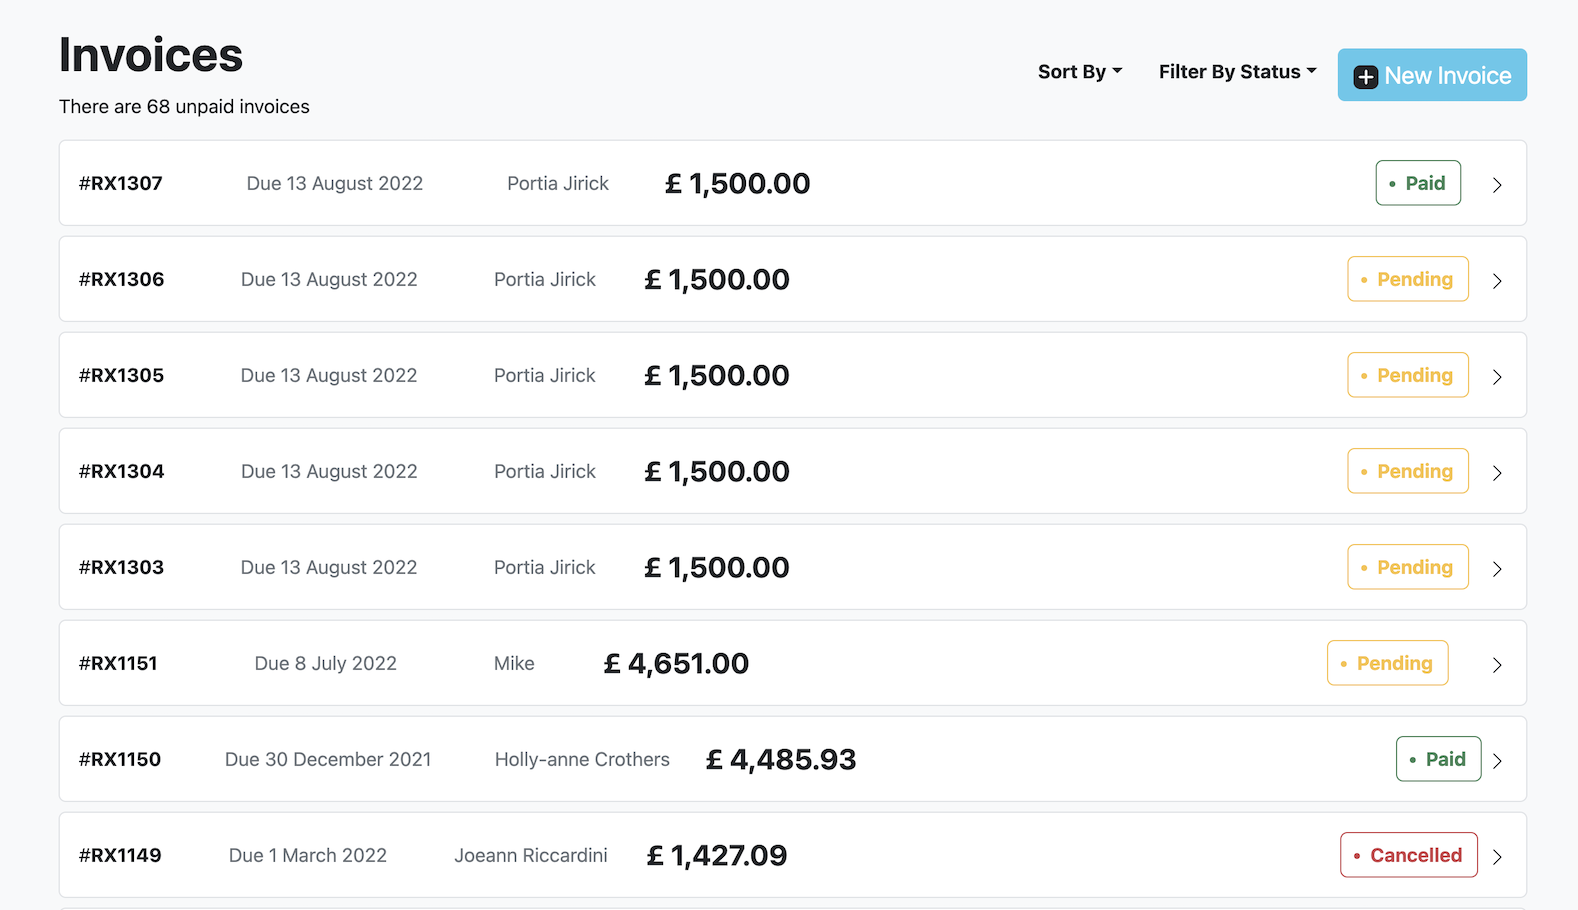 Invoices
There are 68 unpaid invoices
Sort By
Filter By Status
New Invoice
#RX1307 Due 13 August 2022 Portia Jirick £ 1,500.00 • Paid
#RX1306 Due 13 August 2022 Portia Jirick £ 1,500.00 • Pending
#RX1305 Due 13 August 2022 Portia Jirick £ 1,500.00 • Pending
#RX1304 Due 13 August 2022 Portia Jirick £ 1,500.00 • Pending
#RX1303 Due 13 August 2022 Portia Jirick £ 1,500.00 • Pending
#RX1151 Due 8 July 2022 Mike £ 4,651.00 • Pending
#RX1150 Due 30 December 2021 Holly-anne Crothers £ 4,485.93 • Paid
#RX1149 Due 1 March 2022 Joeann Riccardini £ 1,427.09 • Cancelled